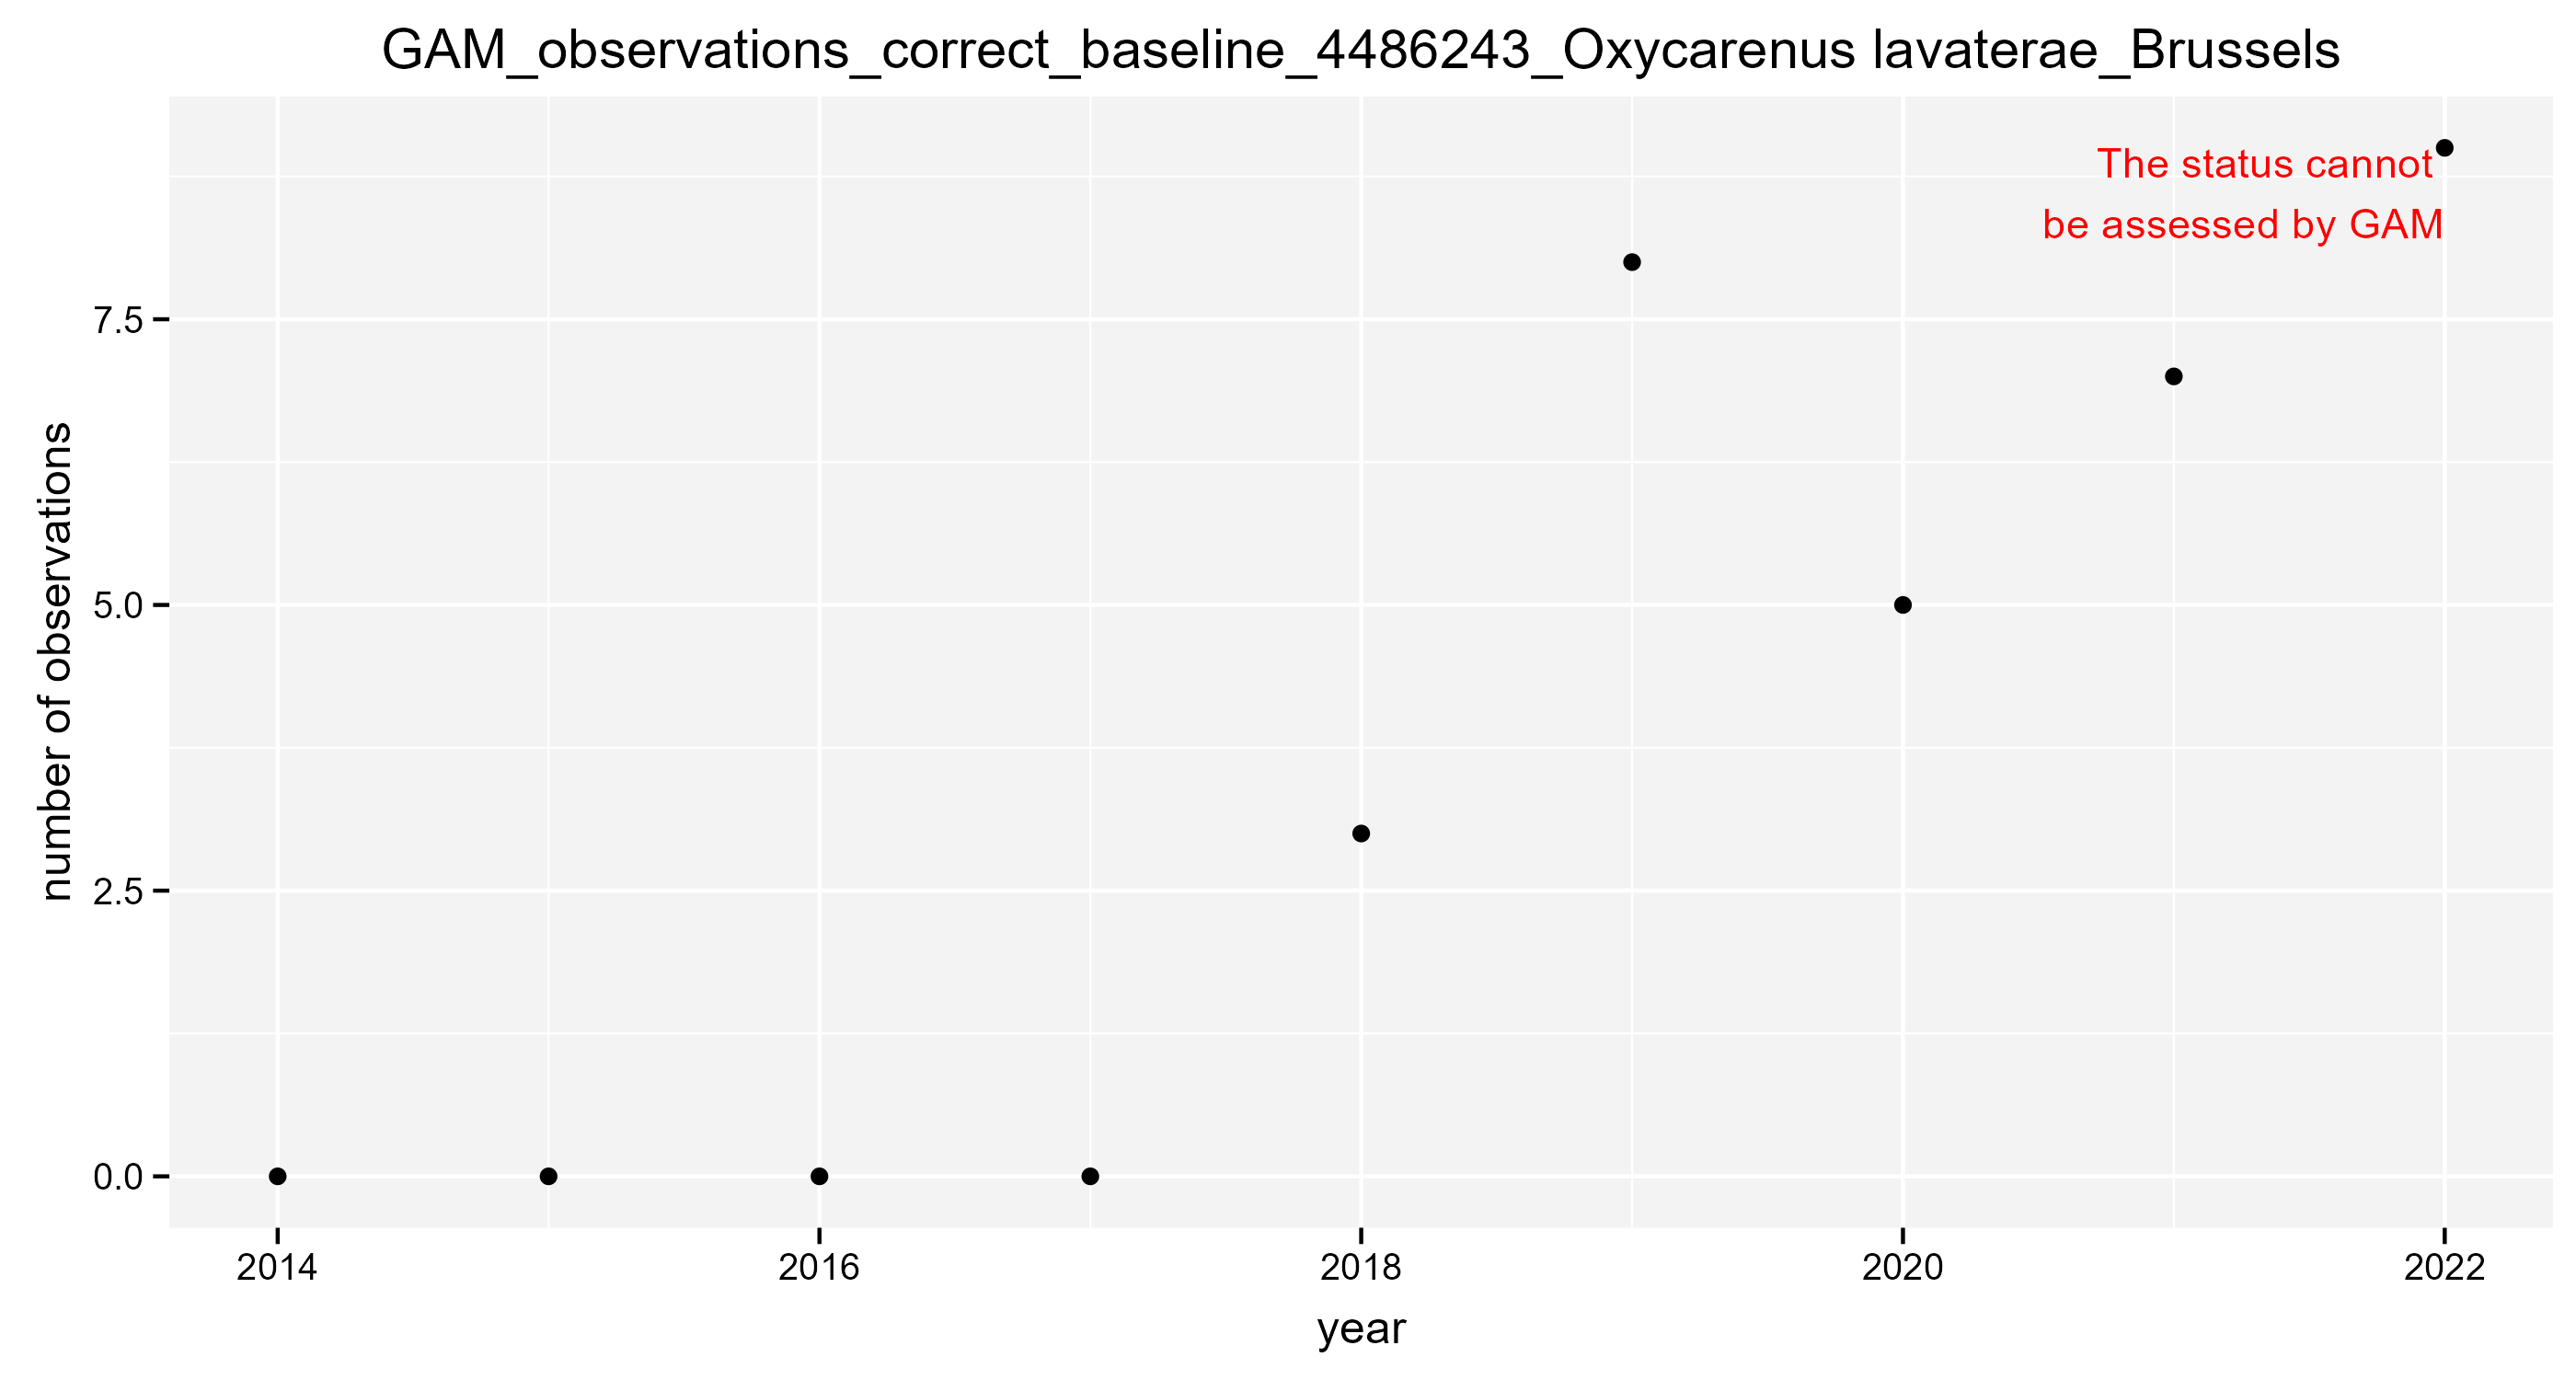 GAM_observations_correct_baseline_4486243_Oxycarenus lavaterae_Brussels
The status cannot
be assessed by GAM
number of observations
7.5
5.0
2.5
0.0
2014 2016 2018 2020 2022
year